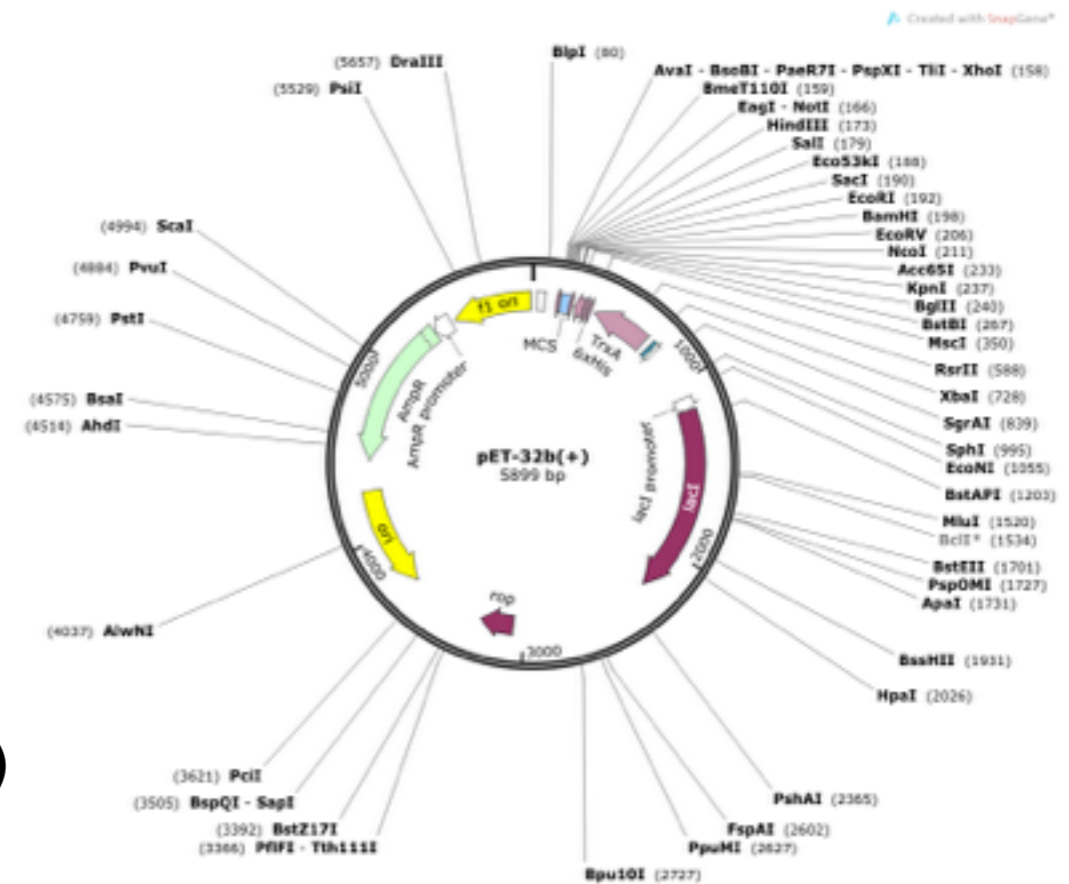 Created with SnapGene®
(5657) DraIII
(5529) PsiI
BlpI (80)
AvaI - BsoBI - PaeR7I - PspXI - TliI - XhoI (158)
BmeT110I (159)
EagI - NotI (166)
HindIII (173)
SalI (179)
Eco53kI (188)
SacI (190)
EcoRI (192)
BamHI (198)
EcoRV (206)
NcoI (211)
Acc65I (233)
KpnI (237)
BglII (240)
BstBI (267)
MscI (350)
RsrII (588)
XbaI (728)
SgrAI (839)
SphI (995)
EcoNI (1055)
BstAPI (1203)
MluI (1520)
BclI* (1534)
BstEII (1701)
PspOMI (1727)
ApaI (1731)
BssHII (1931)
HpaI (2026)
PshAI (2365)
FspAI (2602)
PpuMI (2627)
Bpu10I (2727)
(4994) ScaI
(4884) PvuI
(4759) PstI
(4575) BsaI
(4514) AhdI
(4037) AlwNI
(3621) PciI
(3505) BspQI - SapI
(3392) BstZ17I
(3366) PflFI - Tth111I
f1 ori
MCS
6xHis
TrxA
1000
5000
AmpR
AmpR promoter
pET-32b(+)
5899 bp
lacI promoter
lacI
2000
ori
4000
rop
3000